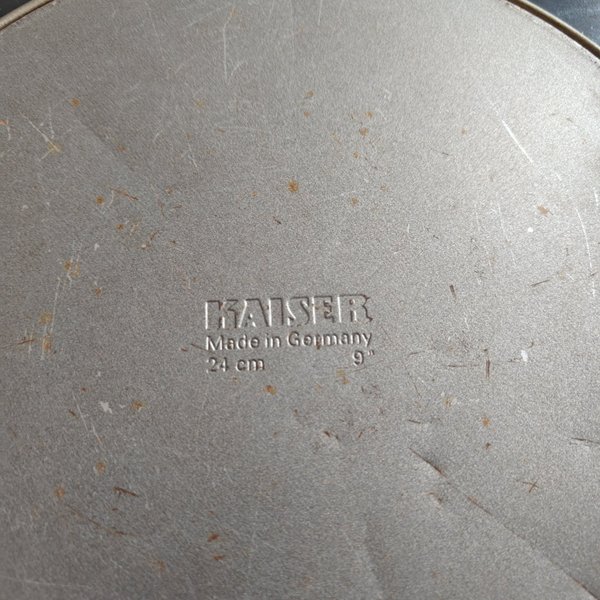 KAISER
Made in Germany
24 cm 9"